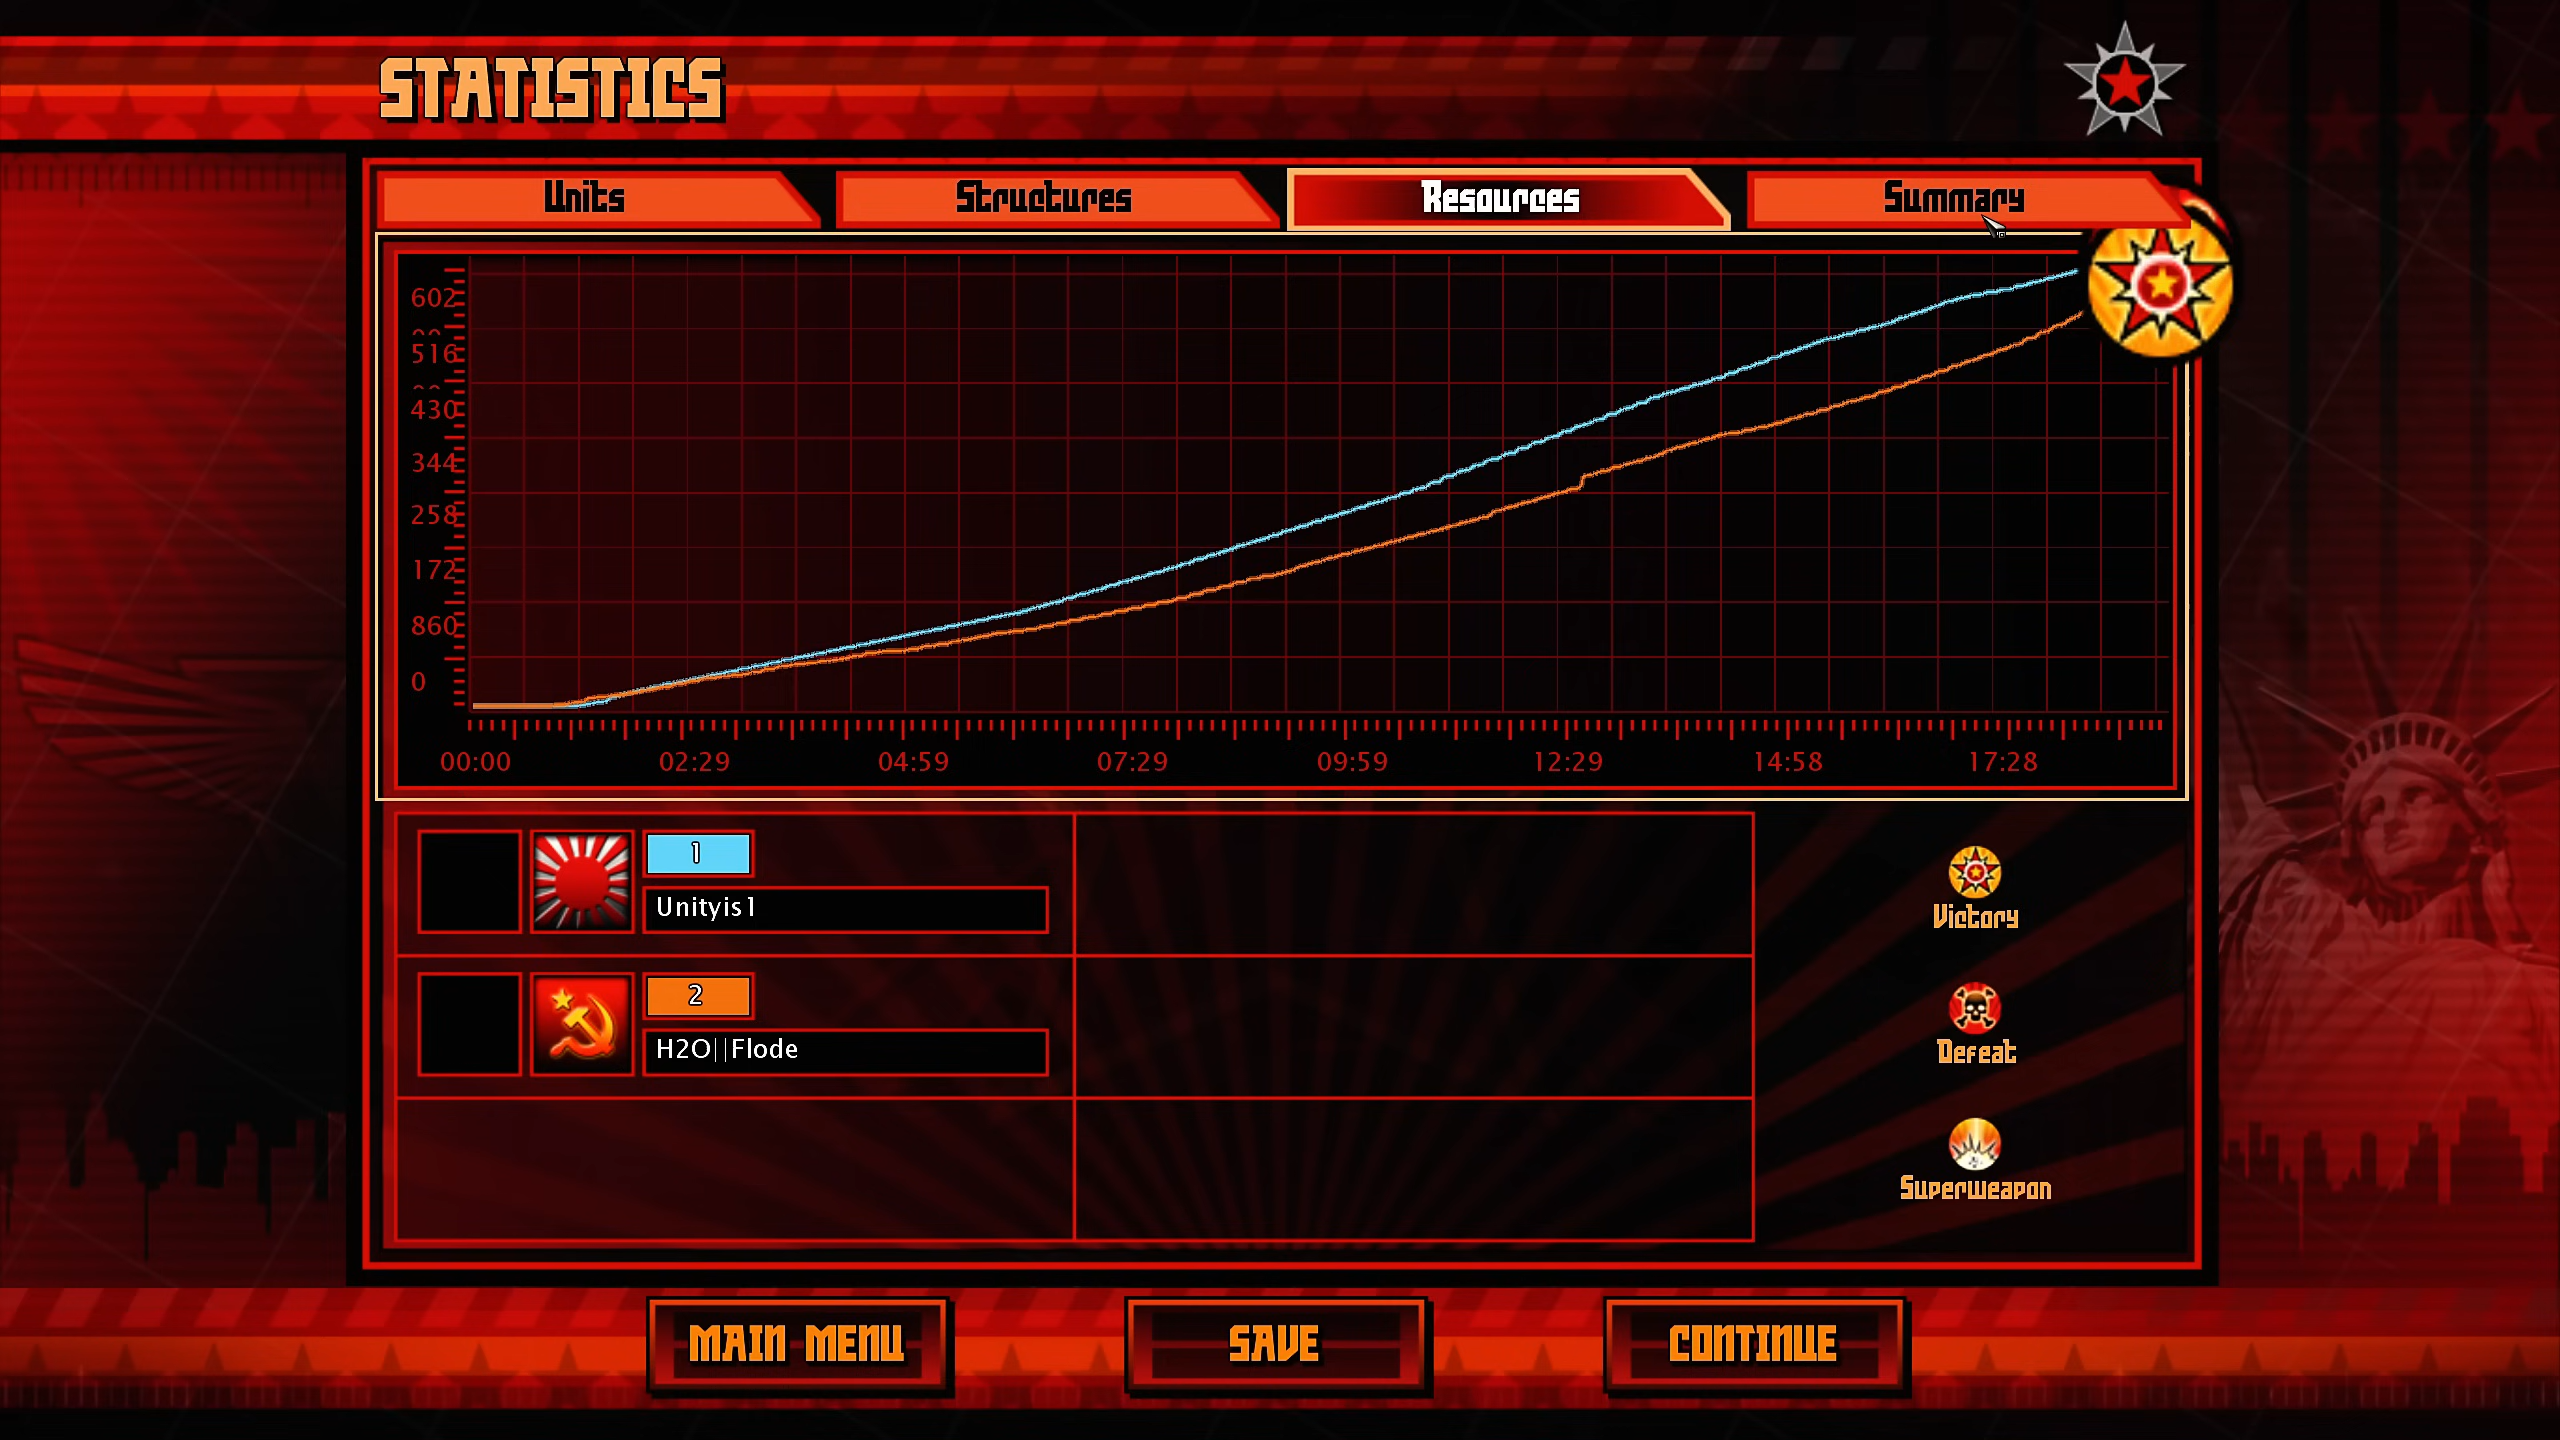 STATISTICS
Units Structures Resources Summary
602
516
430
344
258
172
860
0
00:00 02:29 04:59 07:29 09:59 12:29 14:58 17:28
1
Unityis1
Victory
2
H2O||Flode
Defeat
Superweapon
MAIN MENU SAVE CONTINUE